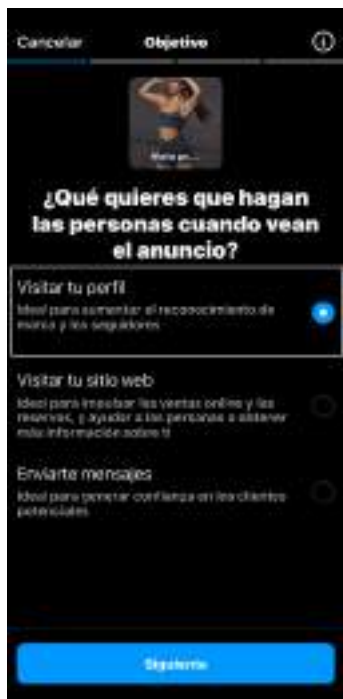 Cancelar
Objetivo
¿Qué quieres que hagan
las personas cuando vean
el anuncio?
Visitar tu perfil
Ideal para aumentar el reconocimiento de
marca y los seguidores
Visitar tu sitio web
Ideal para impulsar las ventas online y las
reservas, y ayudar a las personas a obtener
más información sobre ti
Enviarte mensajes
Ideal para generar confianza en los clientes
potenciales
Siguiente